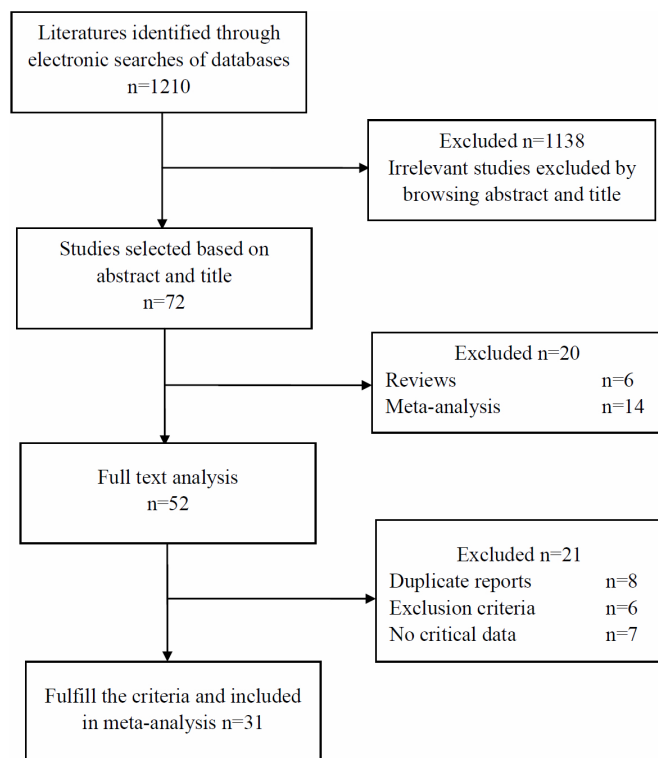 Literatures identified through
electronic searches of databases
n=1210
Excluded n=1138
Irrelevant studies excluded by
browsing abstract and title
Studies selected based on
abstract and title
n=72
Excluded n=20
Reviews n=6
Meta-analysis n=14
Full text analysis
n=52
Excluded n=21
Duplicate reports n=8
Exclusion criteria n=6
No critical data n=7
Fulfill the criteria and included
in meta-analysis n=31